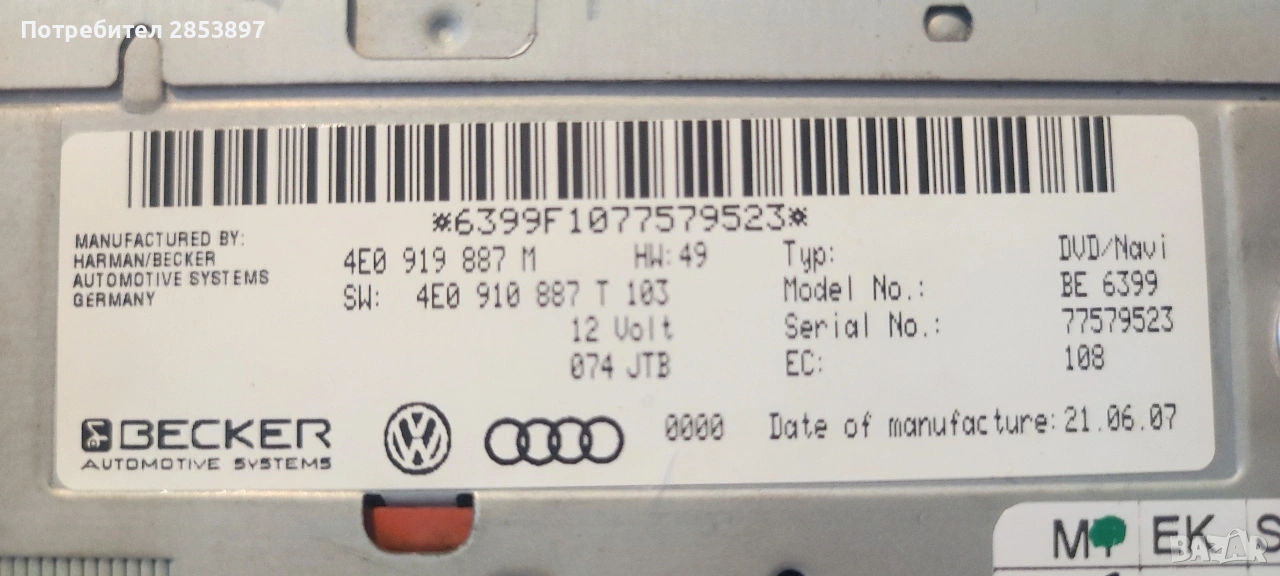 Потребител 2853897
*6399F1077579523*
MANUFACTURED BY:
HARMAN/BECKER
AUTOMOTIVE SYSTEMS
GERMANY
4E0 919 887 M HW: 49
SW: 4E0 910 887 T 103
12 Volt
074 JTB
Typ: DVD/Navi
Model No.: BE 6399
Serial No.: 77579523
EC: 108
BECKER
AUTOMOTIVE SYSTEMS
0000 Date of manufacture: 21.06.07
M EK S
BAZAR